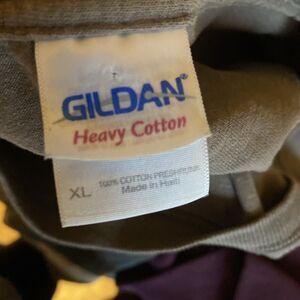 GILDAN®
Heavy Cotton
XL
100% COTTON PRESHRUNK
Made in Haiti